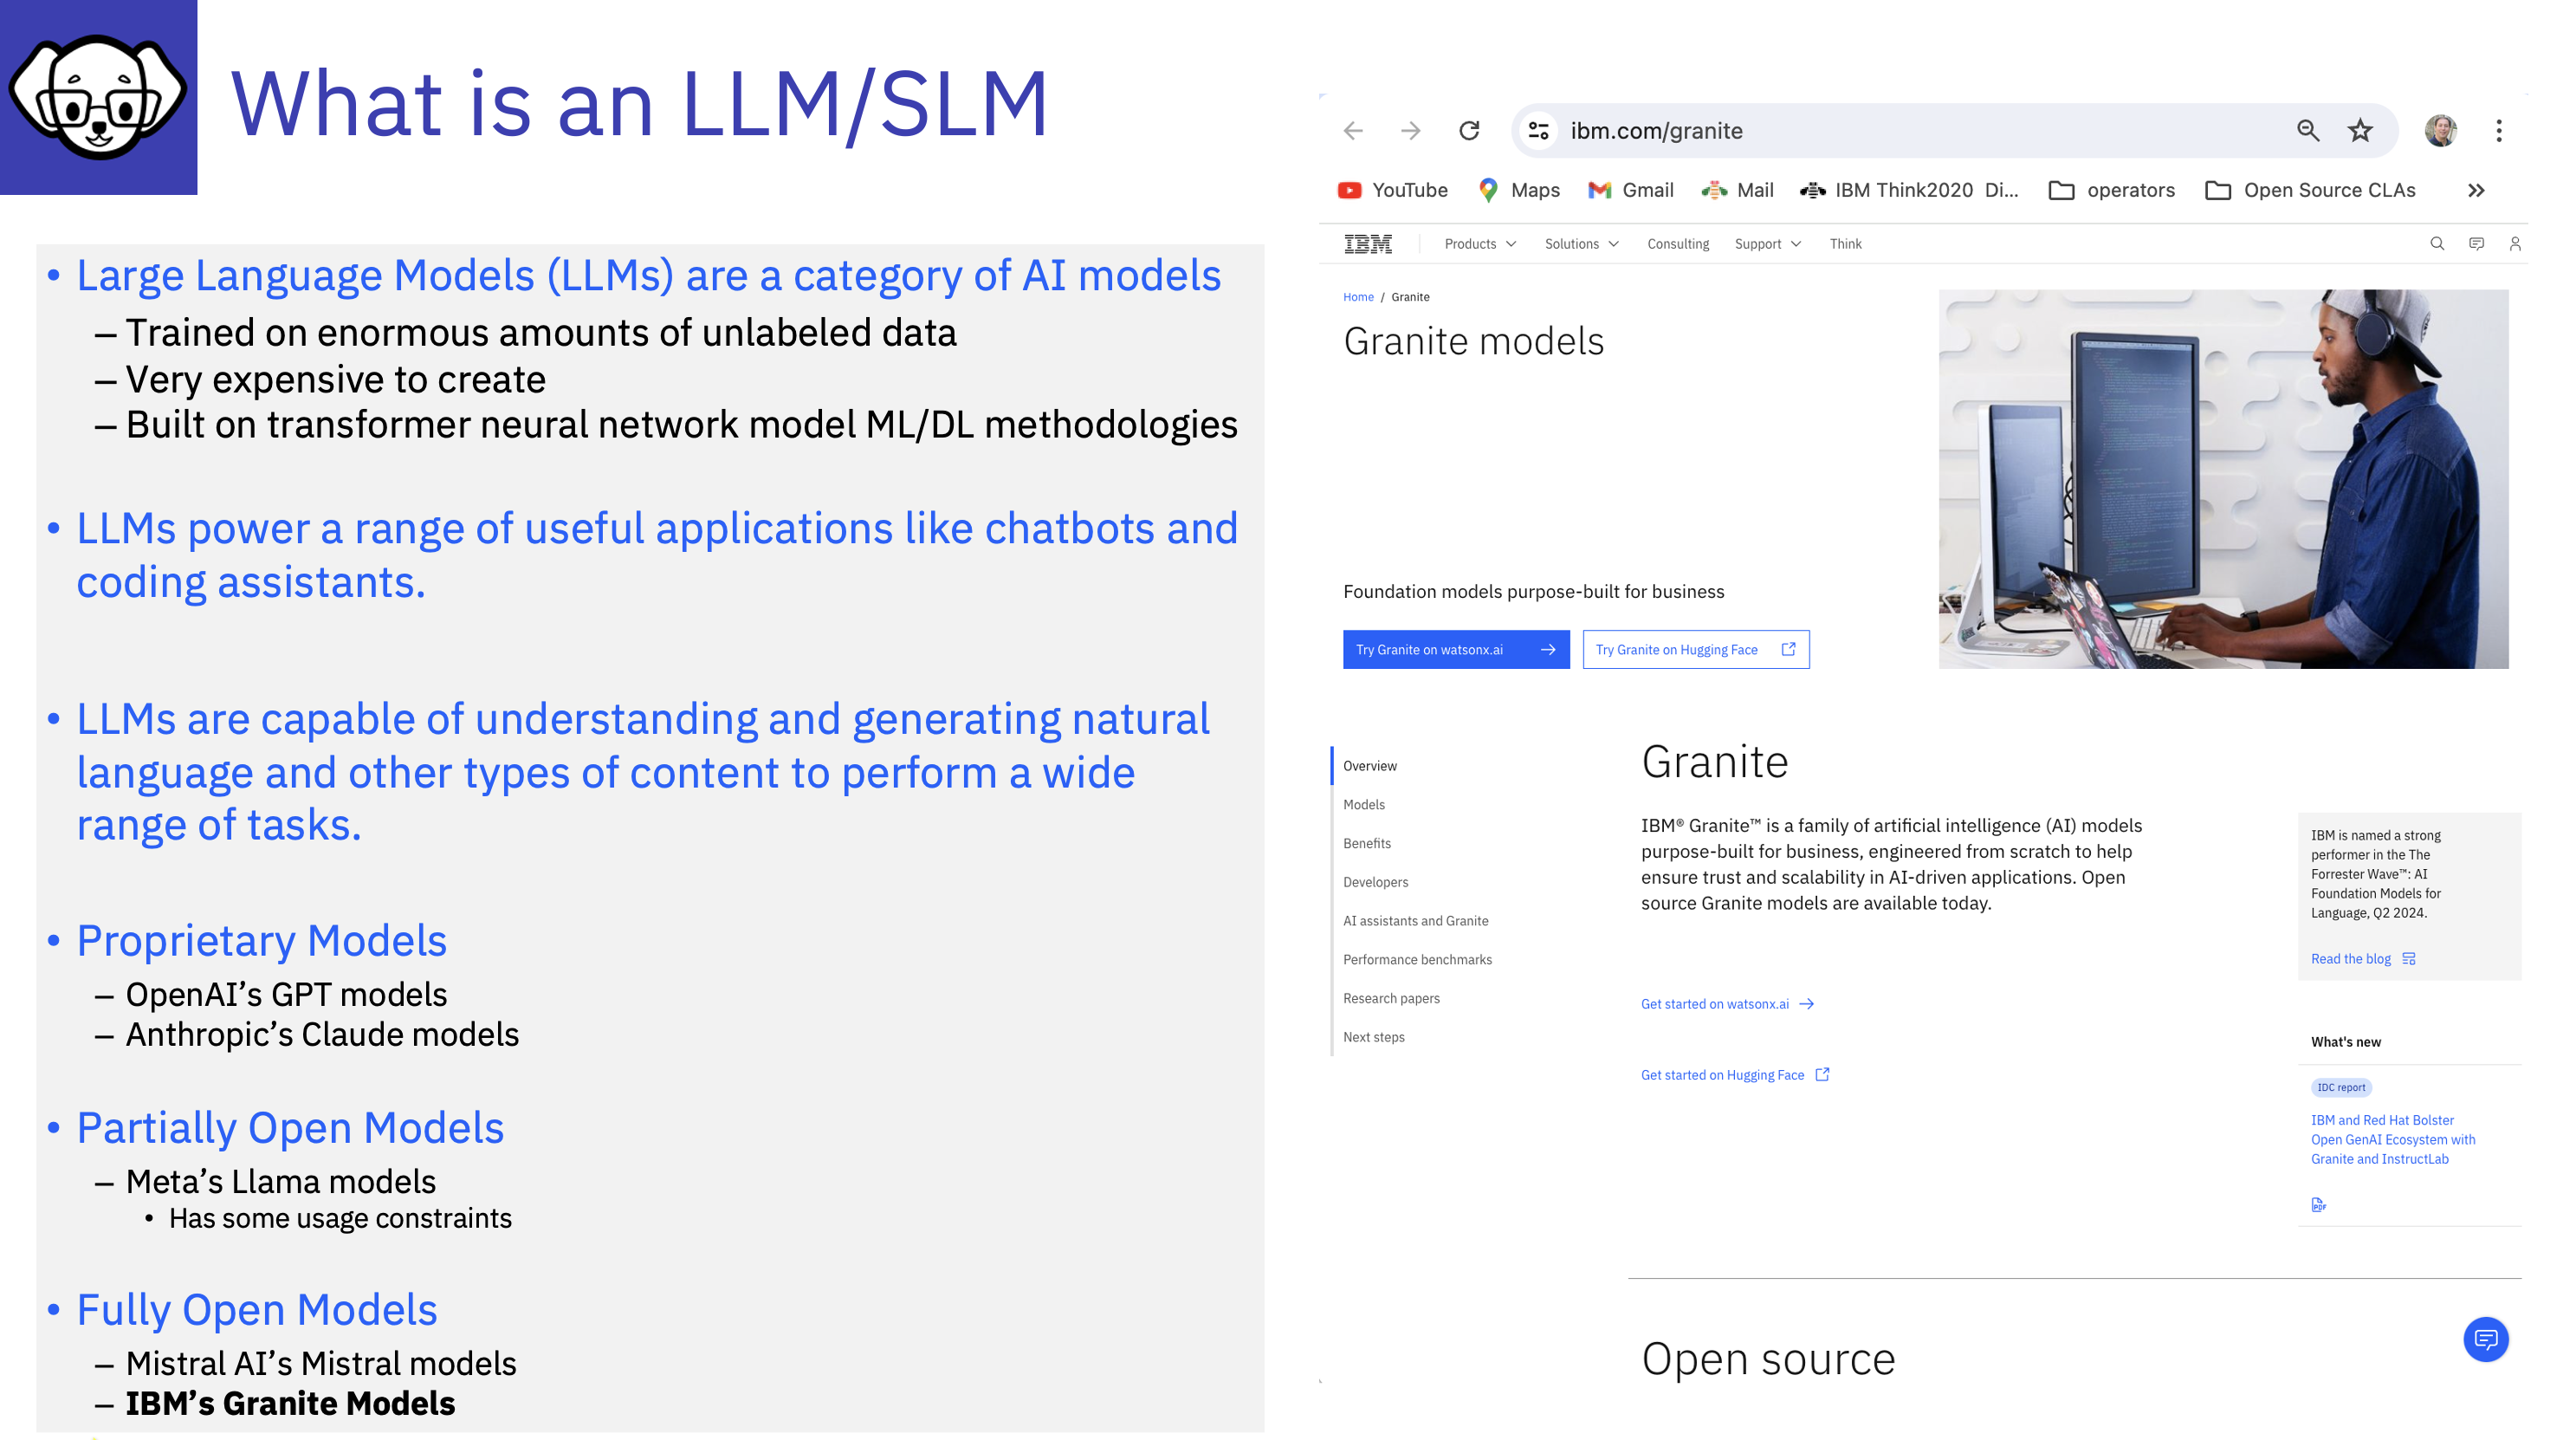 What is an LLM/SLM
• Large Language Models (LLMs) are a category of AI models
– Trained on enormous amounts of unlabeled data
– Very expensive to create
– Built on transformer neural network model ML/DL methodologies
• LLMs power a range of useful applications like chatbots and
coding assistants.
• LLMs are capable of understanding and generating natural
language and other types of content to perform a wide
range of tasks.
• Proprietary Models
– OpenAI’s GPT models
– Anthropic’s Claude models
• Partially Open Models
– Meta’s Llama models
• Has some usage constraints
• Fully Open Models
– Mistral AI’s Mistral models
– IBM’s Granite Models
ibm.com/granite
YouTube Maps Gmail Mail IBM Think2020 Di... operators Open Source CLAs »
IBM Products Solutions Consulting Support Think
Home / Granite
Granite models
Foundation models purpose-built for business
Try Granite on watsonx.ai → Try Granite on Hugging Face
Overview
Models
Benefits
Developers
AI assistants and Granite
Performance benchmarks
Research papers
Next steps
Granite
IBM® Granite™ is a family of artificial intelligence (AI) models
purpose-built for business, engineered from scratch to help
ensure trust and scalability in AI-driven applications. Open
source Granite models are available today.
Get started on watsonx.ai →
Get started on Hugging Face
IBM is named a strong
performer in the The
Forrester Wave™: AI
Foundation Models for
Language, Q2 2024.
Read the blog
What's new
IDC report
IBM and Red Hat Bolster
Open GenAI Ecosystem with
Granite and InstructLab
PDF
Open source